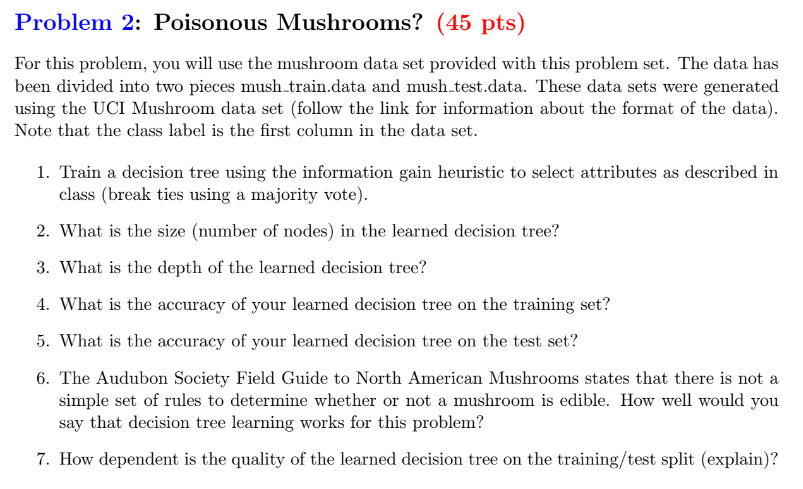 Problem 2: Poisonous Mushrooms? (45 pts)
For this problem, you will use the mushroom data set provided with this problem set. The data has
been divided into two pieces mush_train.data and mush_test.data. These data sets were generated
using the UCI Mushroom data set (follow the link for information about the format of the data).
Note that the class label is the first column in the data set.
1. Train a decision tree using the information gain heuristic to select attributes as described in
class (break ties using a majority vote).
2. What is the size (number of nodes) in the learned decision tree?
3. What is the depth of the learned decision tree?
4. What is the accuracy of your learned decision tree on the training set?
5. What is the accuracy of your learned decision tree on the test set?
6. The Audubon Society Field Guide to North American Mushrooms states that there is not a
simple set of rules to determine whether or not a mushroom is edible. How well would you
say that decision tree learning works for this problem?
7. How dependent is the quality of the learned decision tree on the training/test split (explain)?